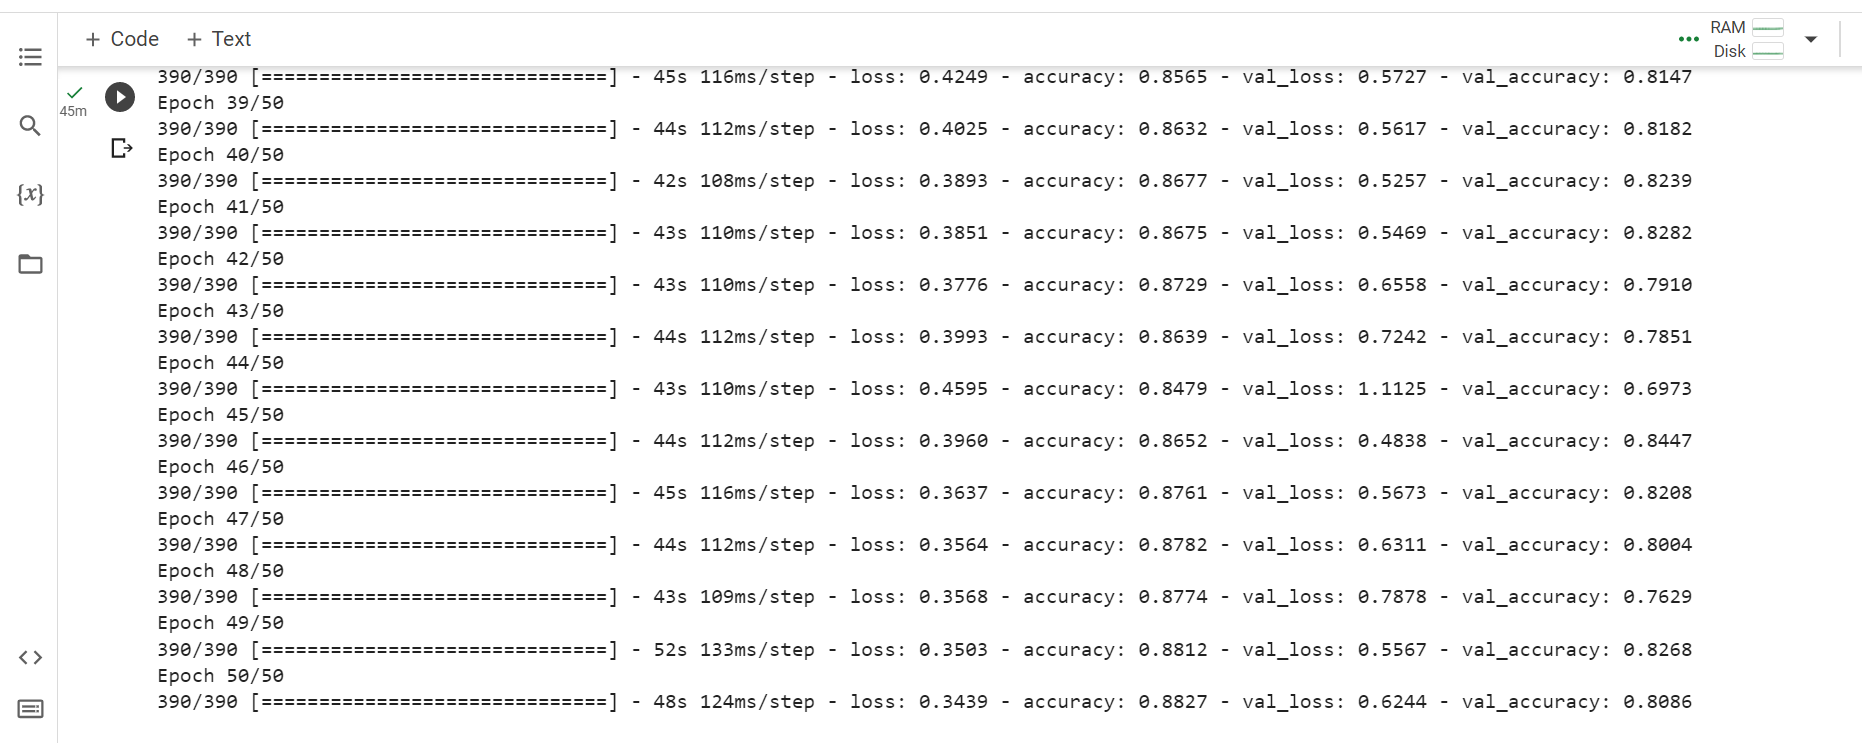 + Code + Text
RAM
Disk
390/390 [==============================] - 45s 116ms/step - loss: 0.4249 - accuracy: 0.8565 - val_loss: 0.5727 - val_accuracy: 0.8147
45m
Epoch 39/50
390/390 [==============================] - 44s 112ms/step - loss: 0.4025 - accuracy: 0.8632 - val_loss: 0.5617 - val_accuracy: 0.8182
Epoch 40/50
390/390 [==============================] - 42s 108ms/step - loss: 0.3893 - accuracy: 0.8677 - val_loss: 0.5257 - val_accuracy: 0.8239
Epoch 41/50
390/390 [==============================] - 43s 110ms/step - loss: 0.3851 - accuracy: 0.8675 - val_loss: 0.5469 - val_accuracy: 0.8282
Epoch 42/50
390/390 [==============================] - 43s 110ms/step - loss: 0.3776 - accuracy: 0.8729 - val_loss: 0.6558 - val_accuracy: 0.7910
Epoch 43/50
390/390 [==============================] - 44s 112ms/step - loss: 0.3993 - accuracy: 0.8639 - val_loss: 0.7242 - val_accuracy: 0.7851
Epoch 44/50
390/390 [==============================] - 43s 110ms/step - loss: 0.4595 - accuracy: 0.8479 - val_loss: 1.1125 - val_accuracy: 0.6973
Epoch 45/50
390/390 [==============================] - 44s 112ms/step - loss: 0.3960 - accuracy: 0.8652 - val_loss: 0.4838 - val_accuracy: 0.8447
Epoch 46/50
390/390 [==============================] - 45s 116ms/step - loss: 0.3637 - accuracy: 0.8761 - val_loss: 0.5673 - val_accuracy: 0.8208
Epoch 47/50
390/390 [==============================] - 44s 112ms/step - loss: 0.3564 - accuracy: 0.8782 - val_loss: 0.6311 - val_accuracy: 0.8004
Epoch 48/50
390/390 [==============================] - 43s 109ms/step - loss: 0.3568 - accuracy: 0.8774 - val_loss: 0.7878 - val_accuracy: 0.7629
Epoch 49/50
390/390 [==============================] - 52s 133ms/step - loss: 0.3503 - accuracy: 0.8812 - val_loss: 0.5567 - val_accuracy: 0.8268
Epoch 50/50
390/390 [==============================] - 48s 124ms/step - loss: 0.3439 - accuracy: 0.8827 - val_loss: 0.6244 - val_accuracy: 0.8086
{x}